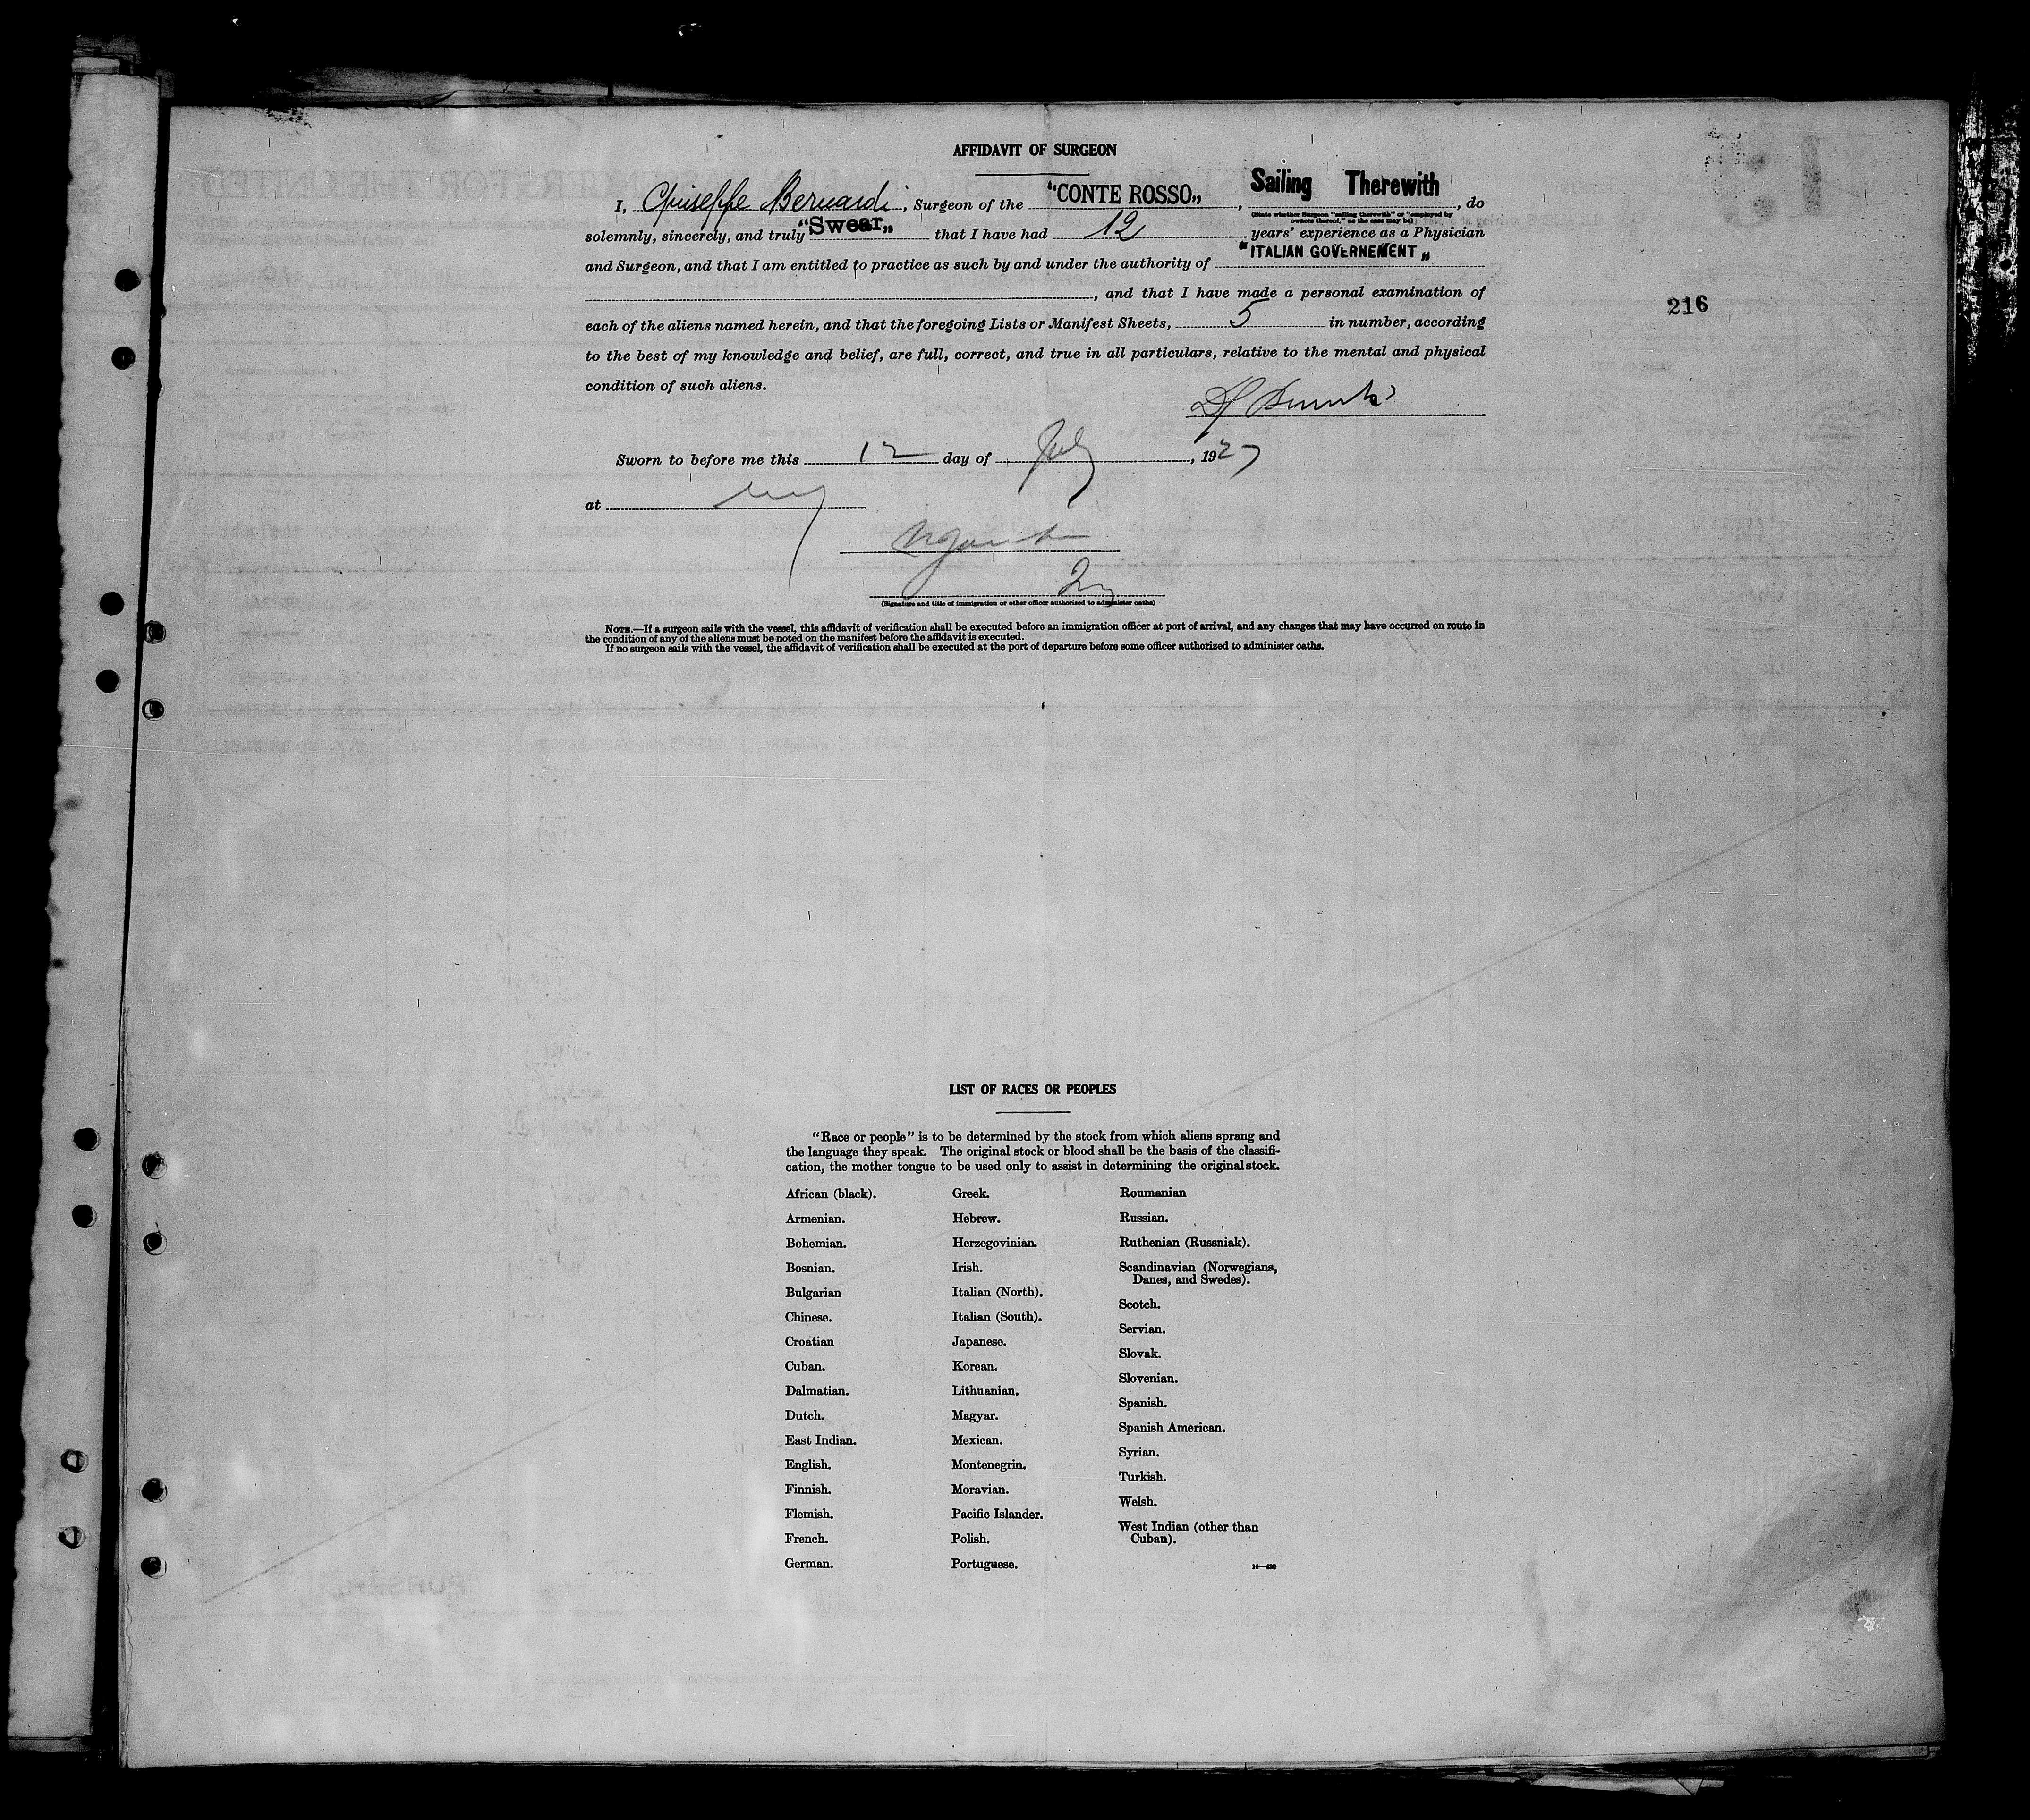 AFFIDAVIT OF SURGEON
I, Giuseppe Bernardi, Surgeon of the "CONTE ROSSO„, Sailing Therewith, do
(State whether Surgeon "sailing therewith" or "employed by
owners thereof," as the case may be)
solemnly, sincerely, and truly "Swear„ that I have had 12 years' experience as a Physician
and Surgeon, and that I am entitled to practice as such by and under the authority of "ITALIAN GOVERNEMENT„
, and that I have made a personal examination of
216
each of the aliens named herein, and that the foregoing Lists or Manifest Sheets, 5 in number, according
to the best of my knowledge and belief, are full, correct, and true in all particulars, relative to the mental and physical
condition of such aliens.
Sworn to before me this 12 day of July, 1927
at NY
(Signature and title of immigration or other officer authorized to administer oaths)
NOTE.—If a surgeon sails with the vessel, this affidavit of verification shall be executed before an immigration officer at port of arrival, and any changes that may have occurred en route in
the condition of any of the aliens must be noted on the manifest before the affidavit is executed.
If no surgeon sails with the vessel, the affidavit of verification shall be executed at the port of departure before some officer authorized to administer oaths.
LIST OF RACES OR PEOPLES
"Race or people" is to be determined by the stock from which aliens sprang and
the language they speak. The original stock or blood shall be the basis of the classifi-
cation, the mother tongue to be used only to assist in determining the original stock.
African (black).
Armenian.
Bohemian.
Bosnian.
Bulgarian
Chinese.
Croatian
Cuban.
Dalmatian.
Dutch.
East Indian.
English.
Finnish.
Flemish.
French.
German.
Greek.
Hebrew.
Herzegovinian.
Irish.
Italian (North).
Italian (South).
Japanese.
Korean.
Lithuanian.
Magyar.
Mexican.
Montenegrin.
Moravian.
Pacific Islander.
Polish.
Portuguese.
Roumanian
Russian.
Ruthenian (Russniak).
Scandinavian (Norwegians,
Danes, and Swedes).
Scotch.
Servian.
Slovak.
Slovenian.
Spanish.
Spanish American.
Syrian.
Turkish.
Welsh.
West Indian (other than
Cuban).
14—430